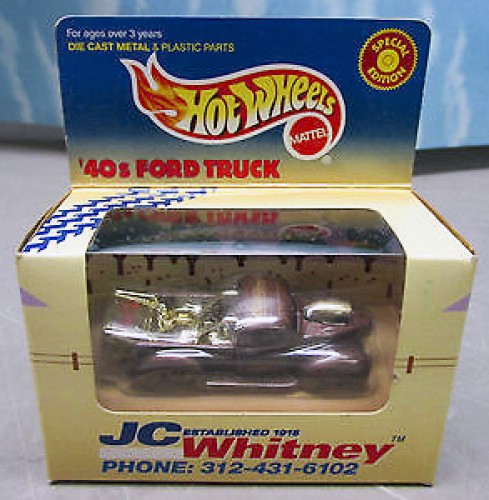 For ages over 3 years
DIE CAST METAL & PLASTIC PARTS
SPECIAL EDITION
Hot Wheels
MATTEL
'40s FORD TRUCK
ESTABLISHED 1915
JC Whitney TM
PHONE: 312-431-6102